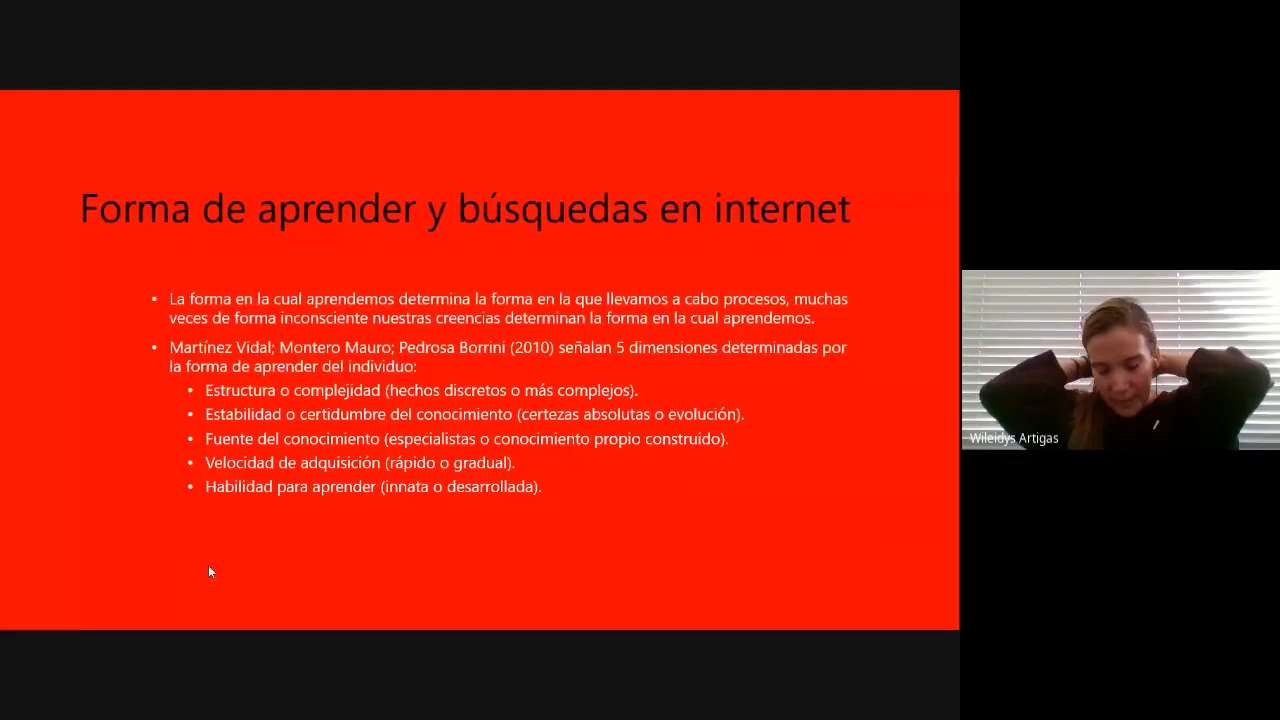 Forma de aprender y búsquedas en internet
• La forma en la cual aprendemos determina la forma en la que llevamos a cabo procesos, muchas
veces de forma inconsciente nuestras creencias determinan la forma en la cual aprendemos.
• Martínez Vidal; Montero Mauro; Pedrosa Borrini (2010) señalan 5 dimensiones determinadas por
la forma de aprender del individuo:
• Estructura o complejidad (hechos discretos o más complejos).
• Estabilidad o certidumbre del conocimiento (certezas absolutas o evolución).
• Fuente del conocimiento (especialistas o conocimiento propio construido).
• Velocidad de adquisición (rápido o gradual).
• Habilidad para aprender (innata o desarrollada).
Wileidys Artigas